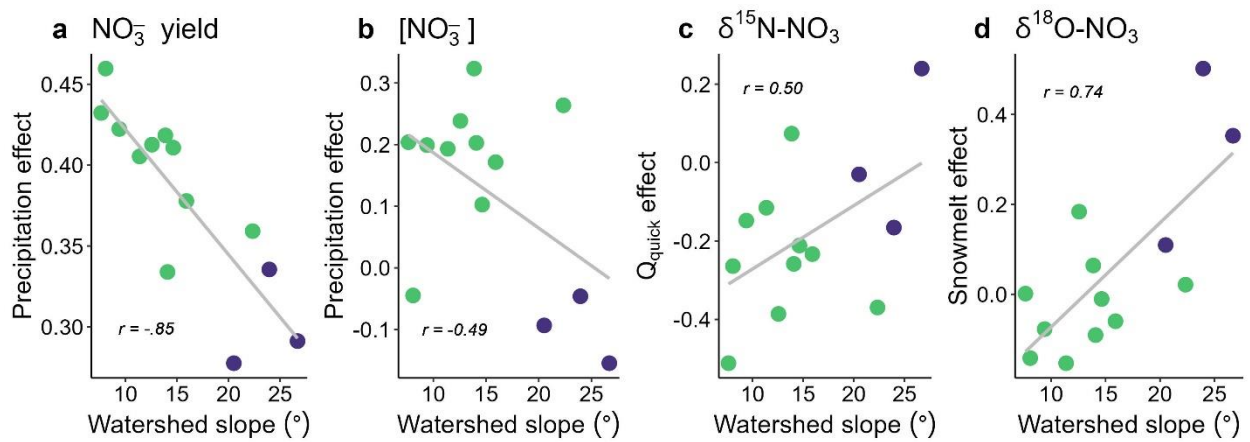 a NO₃⁻ yield
Precipitation effect
0.45
0.40
0.35
0.30
r = -.85
10 15 20 25
Watershed slope (°)
b [NO₃⁻]
Precipitation effect
0.3
0.2
0.1
0.0
-0.1
r = -0.49
10 15 20 25
Watershed slope (°)
c δ¹⁵N-NO₃
Qquick effect
0.2
0.0
-0.2
-0.4
r = 0.50
10 15 20 25
Watershed slope (°)
d δ¹⁸O-NO₃
Snowmelt effect
0.4
0.2
0.0
r = 0.74
10 15 20 25
Watershed slope (°)